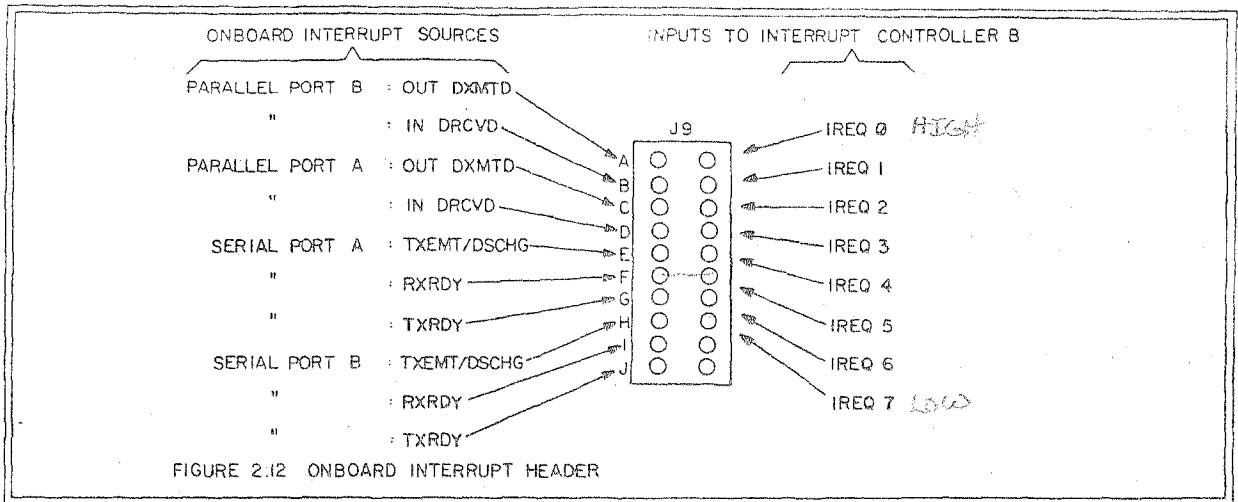 ONBOARD INTERRUPT SOURCES
INPUTS TO INTERRUPT CONTROLLER B
PARALLEL PORT B : OUT DXMTD
" : IN DRCVD
PARALLEL PORT A : OUT DXMTD
" : IN DRCVD
SERIAL PORT A : TXEMT/DSCHG
" : RXRDY
" : TXRDY
SERIAL PORT B : TXEMT/DSCHG
" : RXRDY
" : TXRDY
J9
A
B
C
D
E
F
G
H
I
J
IREQ 0 HIGH
IREQ 1
IREQ 2
IREQ 3
IREQ 4
IREQ 5
IREQ 6
IREQ 7 LOW
FIGURE 2.12 ONBOARD INTERRUPT HEADER